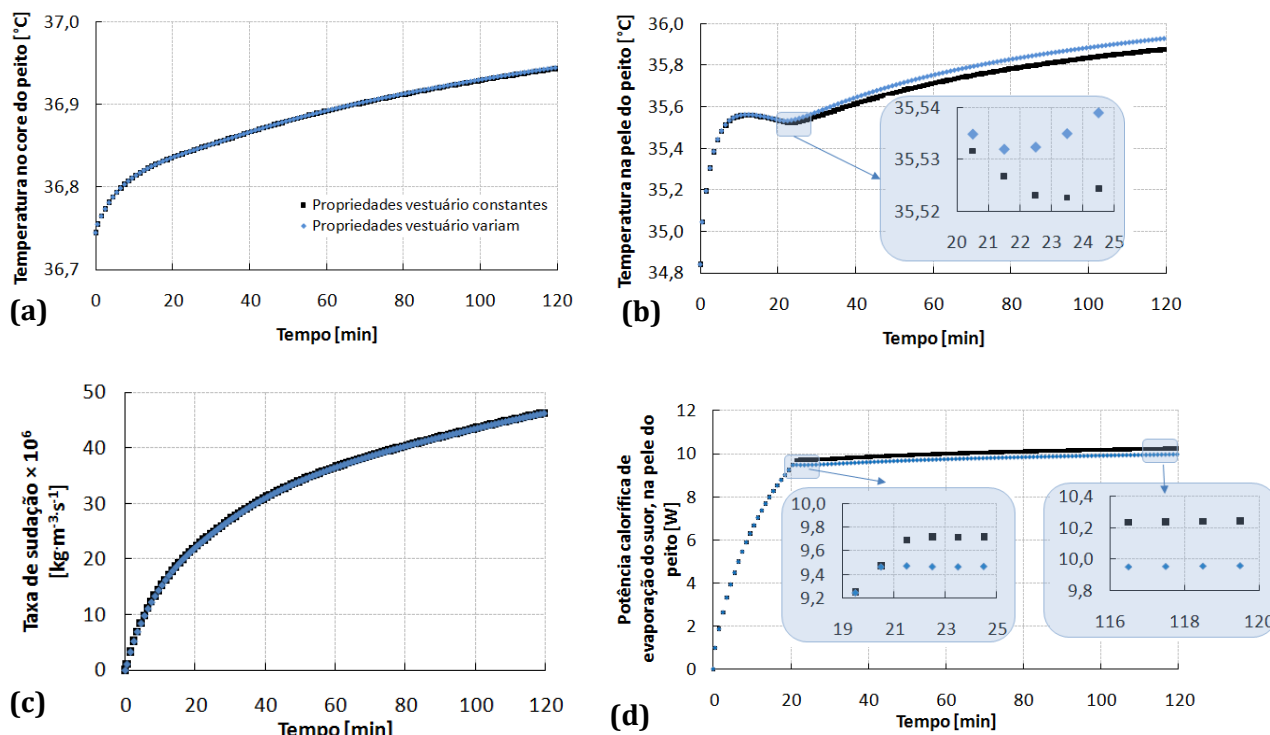 Temperatura no core do peito [°C]
37,0
36,9
36,8
36,7
0 20 40 60 80 100 120
Tempo [min]
Propriedades vestuário constantes
Propriedades vestuário variam
(a)
Temperatura na pele do peito [°C]
36,0
35,8
35,6
35,4
35,2
35,0
34,8
0 20 40 60 80 100 120
Tempo [min]
35,54
35,53
35,52
20 21 22 23 24 25
(b)
Taxa de sudação × 10⁶
[kg·m⁻³·s⁻¹]
50
40
30
20
10
0
0 20 40 60 80 100 120
Tempo [min]
(c)
Potência calorífica de
evaporação do suor, na pele do
peito [W]
12
10
8
6
4
2
0
0 20 40 60 80 100 120
Tempo [min]
10,0
9,8
9,6
9,4
9,2
19 21 23 25
10,4
10,2
10,0
9,8
116 118 120
(d)